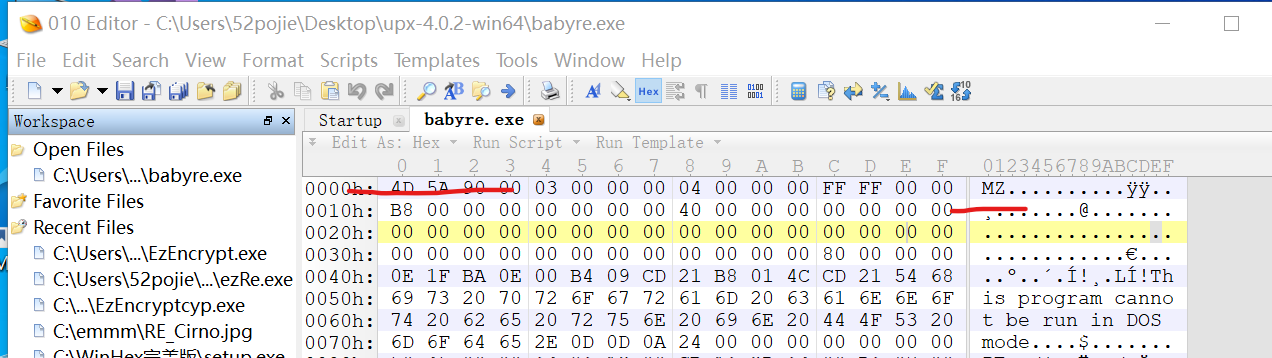 010 Editor - C:\Users\52pojie\Desktop\upx-4.0.2-win64\babyre.exe
File Edit Search View Format Scripts Templates Tools Window Help
Workspace
Startup babyre.exe
Open Files
C:\Users\...\babyre.exe
Favorite Files
Recent Files
C:\Users\...\EzEncrypt.exe
C:\Users\52pojie\...\ezRe.exe
C:\...\EzEncryptcyp.exe
C:\emmm\RE_Cirno.jpg
C:\WinHex完美版\setup.exe
Edit As: Hex Run Script Run Template
0 1 2 3 4 5 6 7 8 9 A B C D E F 0123456789ABCDEF
0000h: 4D 5A 90 00 03 00 00 00 04 00 00 00 FF FF 00 00 MZ..........ÿÿ..
0010h: B8 00 00 00 00 00 00 00 40 00 00 00 00 00 00 00 ¸.......@.......
0020h: 00 00 00 00 00 00 00 00 00 00 00 00 00 00 00 00 ................
0030h: 00 00 00 00 00 00 00 00 00 00 00 00 80 00 00 00 ............€...
0040h: 0E 1F BA 0E 00 B4 09 CD 21 B8 01 4C CD 21 54 68 ..º..´.Í!¸.LÍ!Th
0050h: 69 73 20 70 72 6F 67 72 61 6D 20 63 61 6E 6E 6F is program canno
0060h: 74 20 62 65 20 72 75 6E 20 69 6E 20 44 4F 53 20 t be run in DOS
0070h: 6D 6F 64 65 2E 0D 0D 0A 24 00 00 00 00 00 00 00 mode....$.......